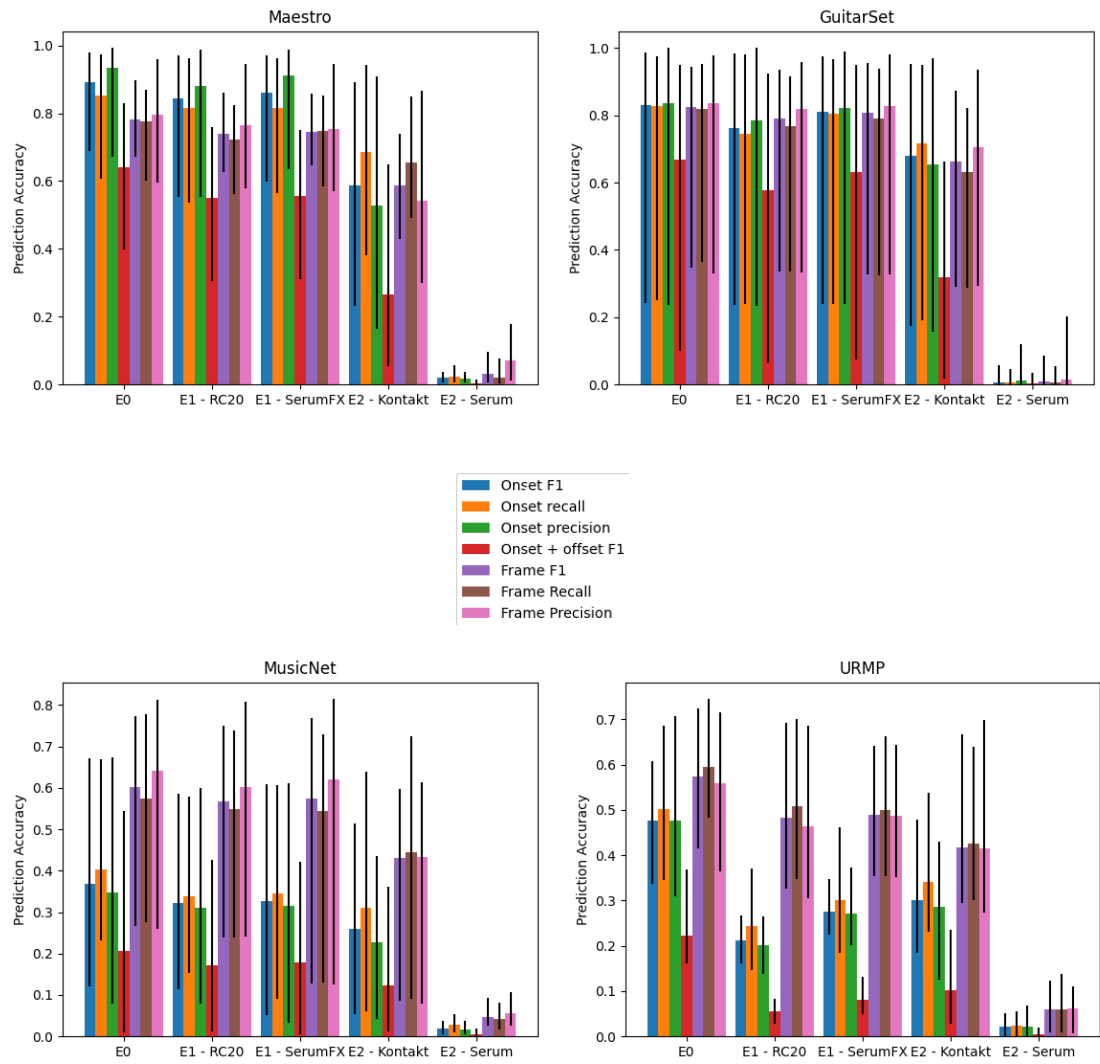 Maestro
1.0
0.8
0.6
0.4
0.2
0.0
Prediction Accuracy
E0 E1 - RC20 E1 - SerumFX E2 - Kontakt E2 - Serum
GuitarSet
1.0
0.8
0.6
0.4
0.2
0.0
Prediction Accuracy
E0 E1 - RC20 E1 - SerumFX E2 - Kontakt E2 - Serum
Onset F1
Onset recall
Onset precision
Onset + offset F1
Frame F1
Frame Recall
Frame Precision
MusicNet
0.8
0.7
0.6
0.5
0.4
0.3
0.2
0.1
0.0
Prediction Accuracy
E0 E1 - RC20 E1 - SerumFX E2 - Kontakt E2 - Serum
URMP
0.7
0.6
0.5
0.4
0.3
0.2
0.1
0.0
Prediction Accuracy
E0 E1 - RC20 E1 - SerumFX E2 - Kontakt E2 - Serum